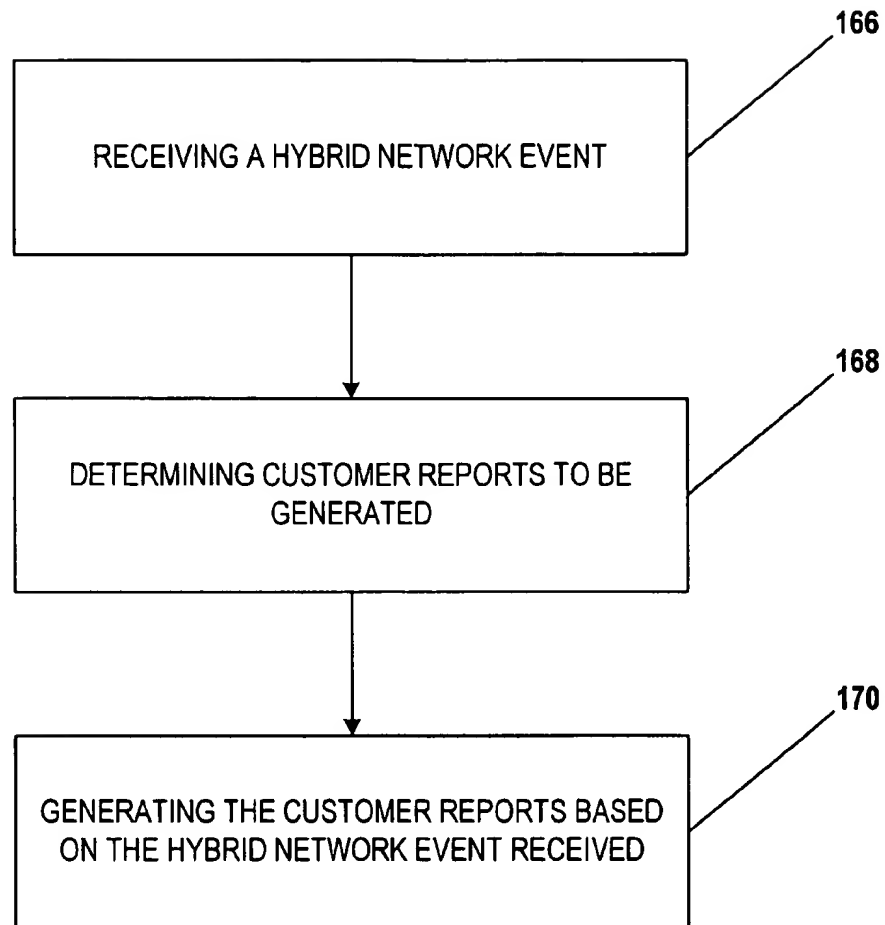 166
RECEIVING A HYBRID NETWORK EVENT
168
DETERMINING CUSTOMER REPORTS TO BE
GENERATED
170
GENERATING THE CUSTOMER REPORTS BASED
ON THE HYBRID NETWORK EVENT RECEIVED